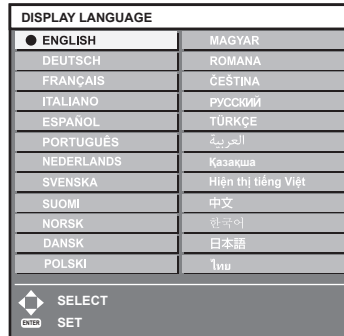 DISPLAY LANGUAGE
ENGLISH
DEUTSCH
FRANÇAIS
ITALIANO
ESPAÑOL
PORTUGUÊS
NEDERLANDS
SVENSKA
SUOMI
NORSK
DANSK
POLSKI
MAGYAR
ROMANA
ČEŠTINA
РУССКИЙ
TÜRKÇE
العربية
Қазақша
Hiện thị tiếng Việt
中文
한국어
日本語
ไทย
SELECT
ENTER SET